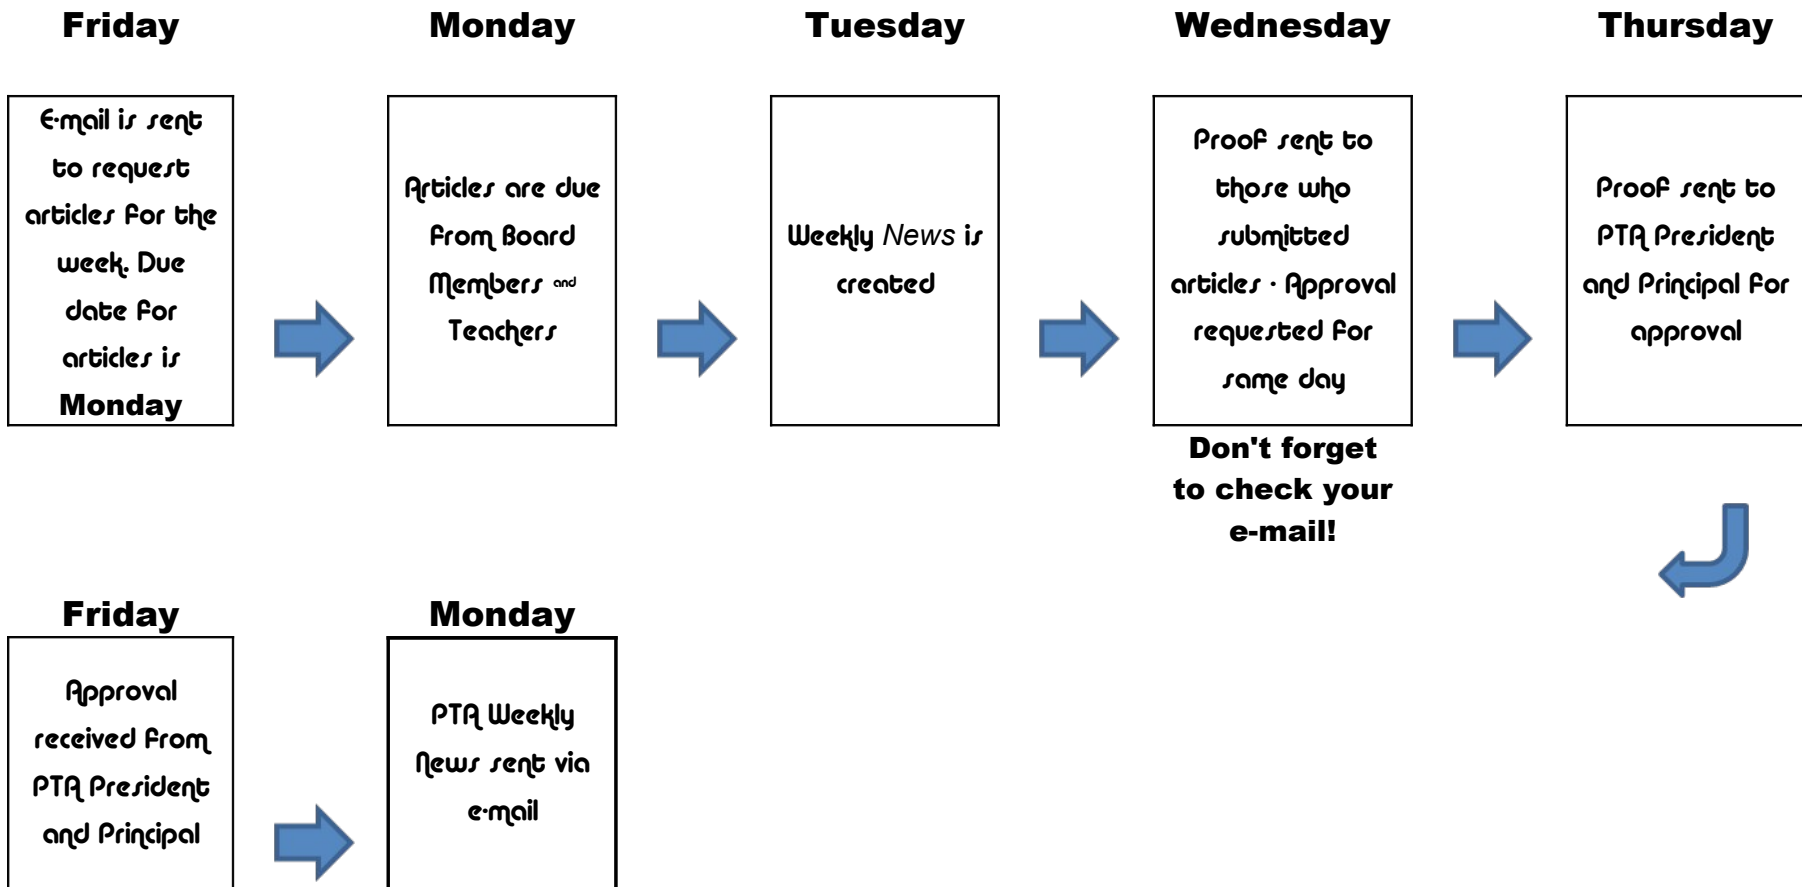 Friday
Monday
Tuesday
Wednesday
Thursday
E-mail is sent
to request
articles for the
week. Due
date for
articles is
Monday
Articles are due
from Board
Members and
Teachers
Weekly News is
created
Proof sent to
those who
submitted
articles - Approval
requested for
same day
Don't forget
to check your
e-mail!
Proof sent to
PTA President
and Principal for
approval
Friday
Approval
received from
PTA President
and Principal
Monday
PTA Weekly
News sent via
e-mail